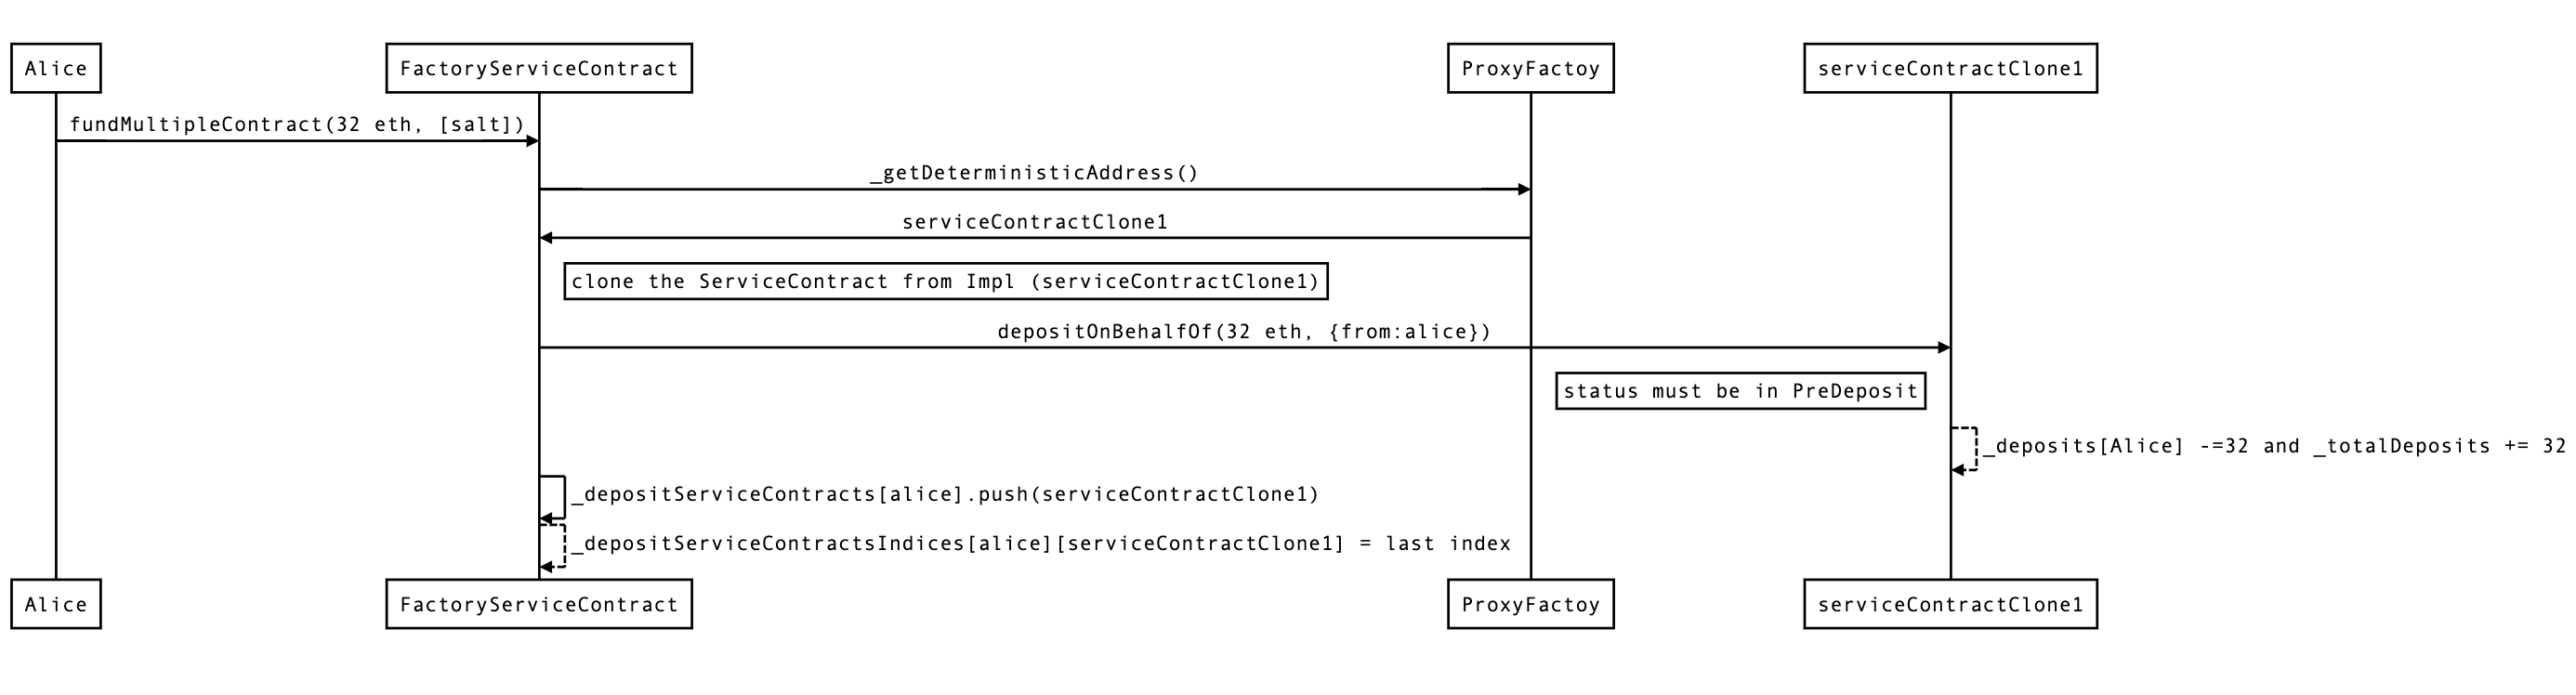 Alice
FactoryServiceContract
ProxyFactoy
serviceContractClone1
fundMultipleContract(32 eth, [salt])
_getDeterministicAddress()
serviceContractClone1
clone the ServiceContract from Impl (serviceContractClone1)
depositOnBehalfOf(32 eth, {from:alice})
status must be in PreDeposit
_deposits[Alice] -=32 and _totalDeposits += 32
_depositServiceContracts[alice].push(serviceContractClone1)
_depositServiceContractsIndices[alice][serviceContractClone1] = last index
Alice
FactoryServiceContract
ProxyFactoy
serviceContractClone1